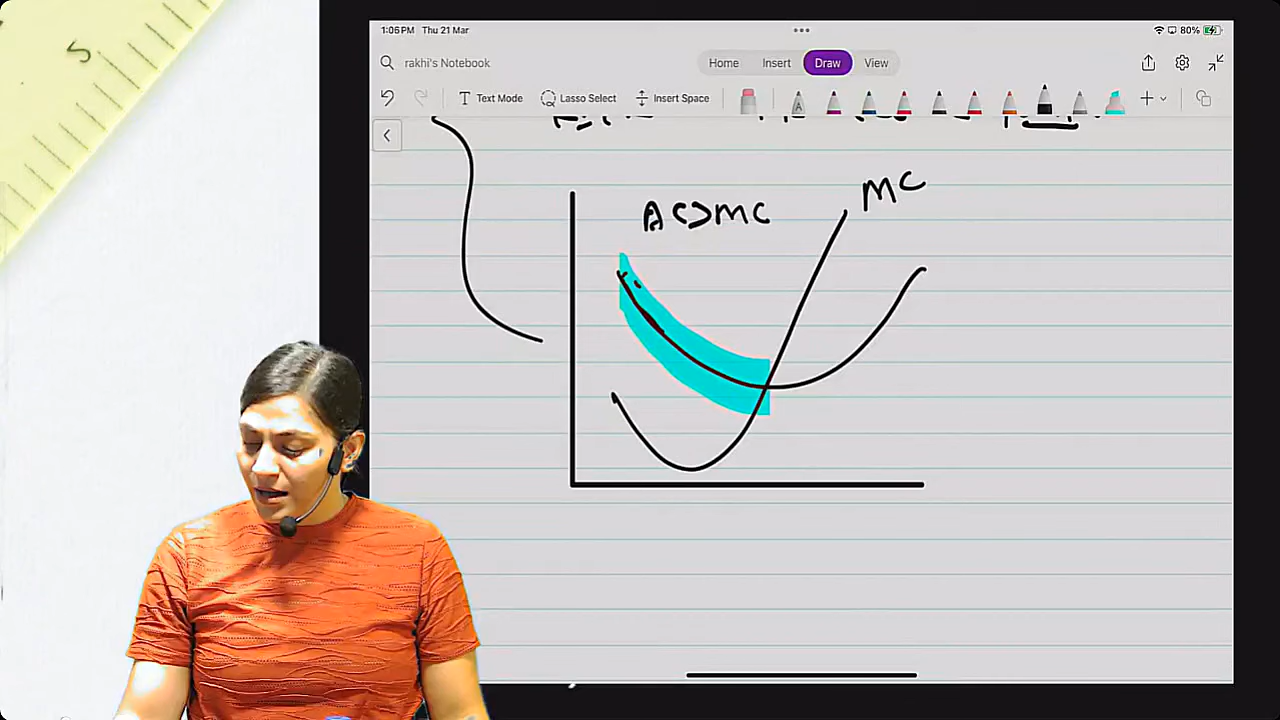 5
1:06 PM Thu 21 Mar
80%
rakhi's Notebook
Home Insert Draw View
Text Mode Lasso Select Insert Space
A
MC
AC>MC